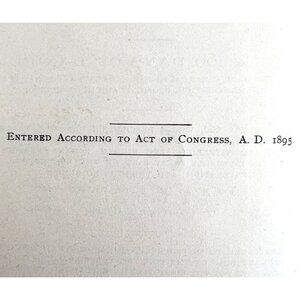 Entered According to Act of Congress, A. D. 1895